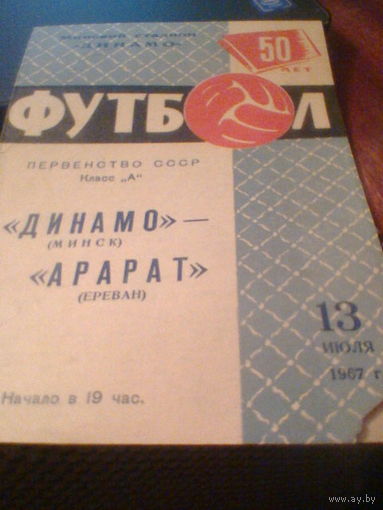 Минский стадион
«ДИНАМО»
50
ЛЕТ
ФУТБОЛ
ПЕРВЕНСТВО СССР
Класс „А“
«ДИНАМО»—
(МИНСК)
«АРАРАТ»
(ЕРЕВАН)
13
ИЮЛЯ
1967 г
Начало в 19 час.
www.ay.by